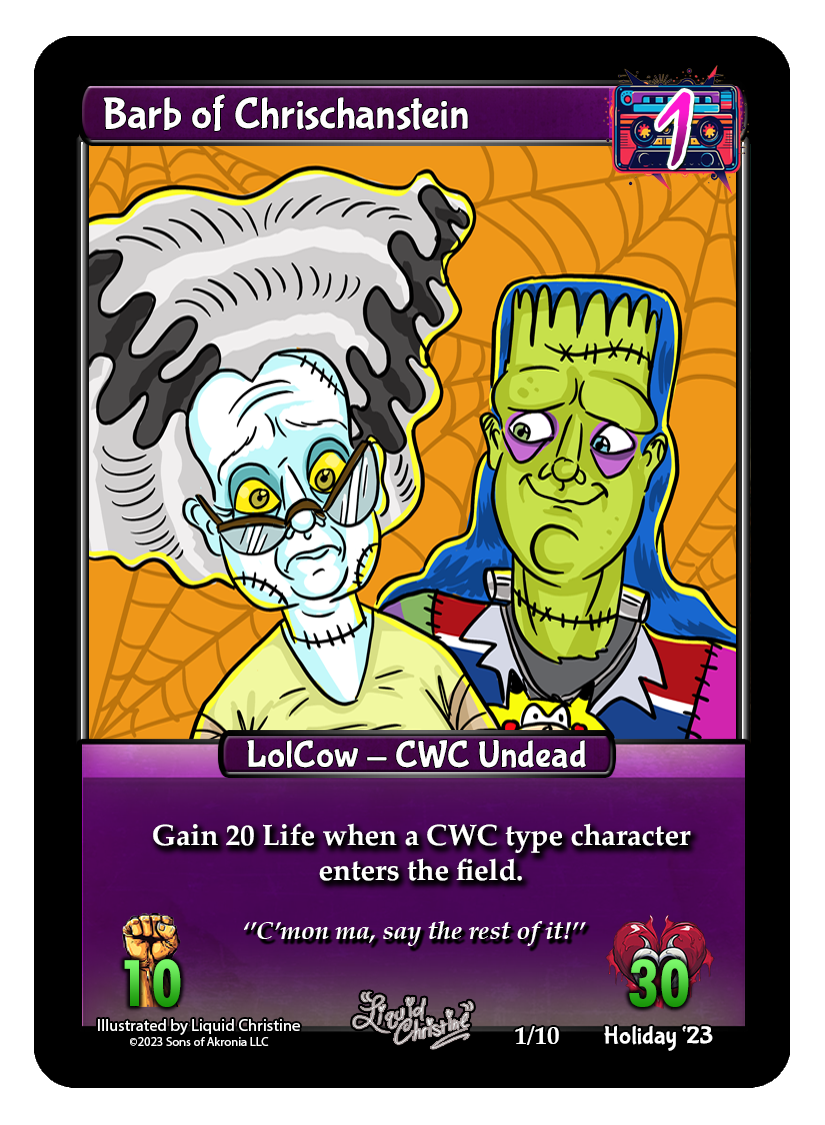 Barb of Chrischanstein
1
LolCow – CWC Undead
Gain 20 Life when a CWC type character
enters the field.
‘‘C’mon ma, say the rest of it!’’
10
30
Illustrated by Liquid Christine
©2023 Sons of Akronia LLC
"Liquid
Christine"
1/10
Holiday ‘23